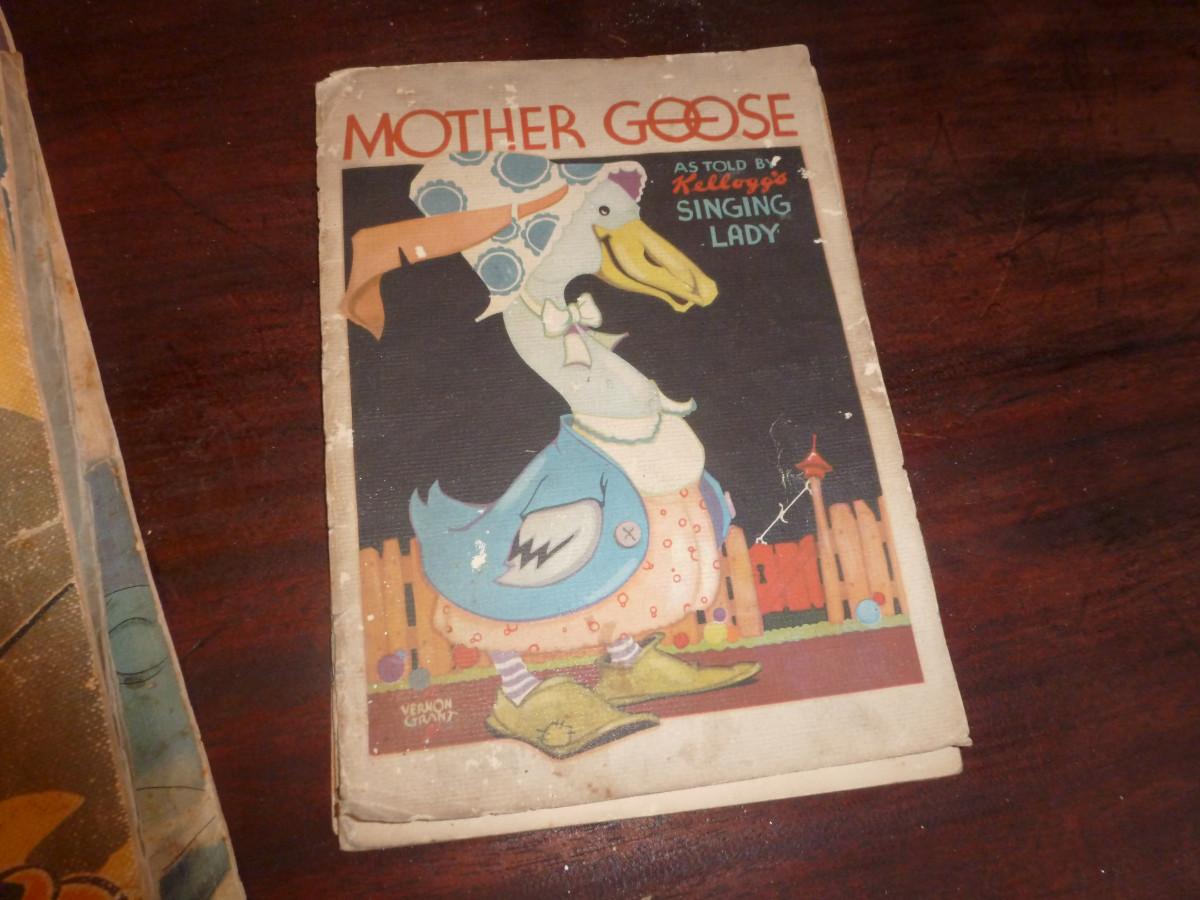 MOTHER GOOSE
AS TOLD BY
Kellogg's
SINGING
LADY
VERNON
GRANT